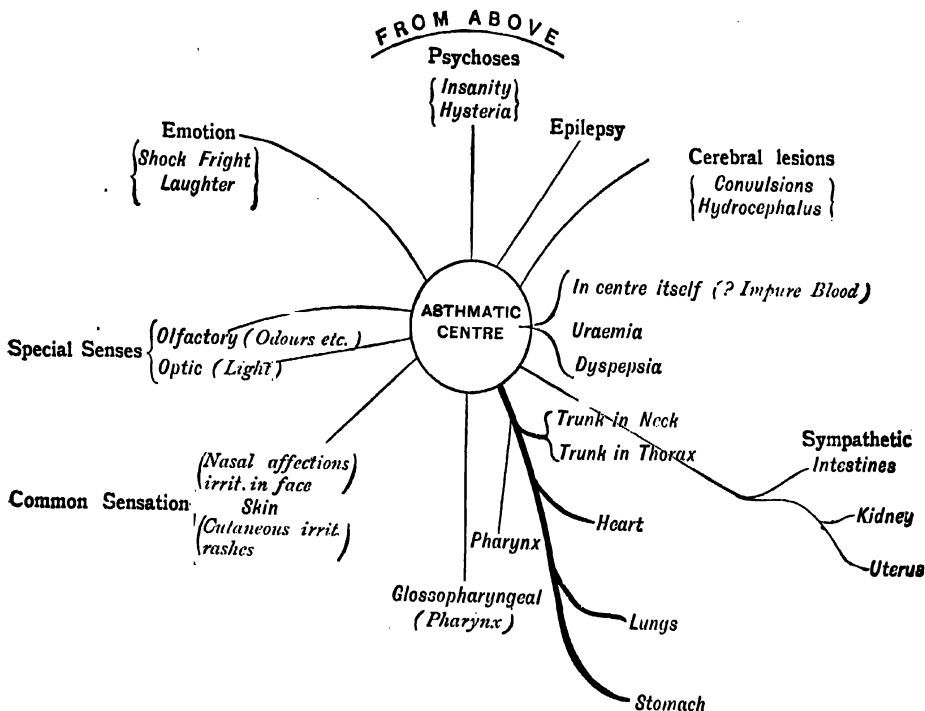 FROM ABOVE
Psychoses
Insanity
Hysteria
Emotion
Shock Fright
Laughter
Epilepsy
Cerebral lesions
Convulsions
Hydrocephalus
ASTHMATIC
CENTRE
In centre itself (? Impure Blood)
Uraemia
Dyspepsia
Special Senses
Olfactory (Odours etc.)
Optic (Light)
Trunk in Neck
Trunk in Thorax
Sympathetic
Intestines
Kidney
Uterus
Common Sensation
(Nasal affections)
irrit. in face
Skin
(Cutaneous irrit.)
rashes
Heart
Pharynx
Glossopharyngeal
(Pharynx)
Lungs
Stomach